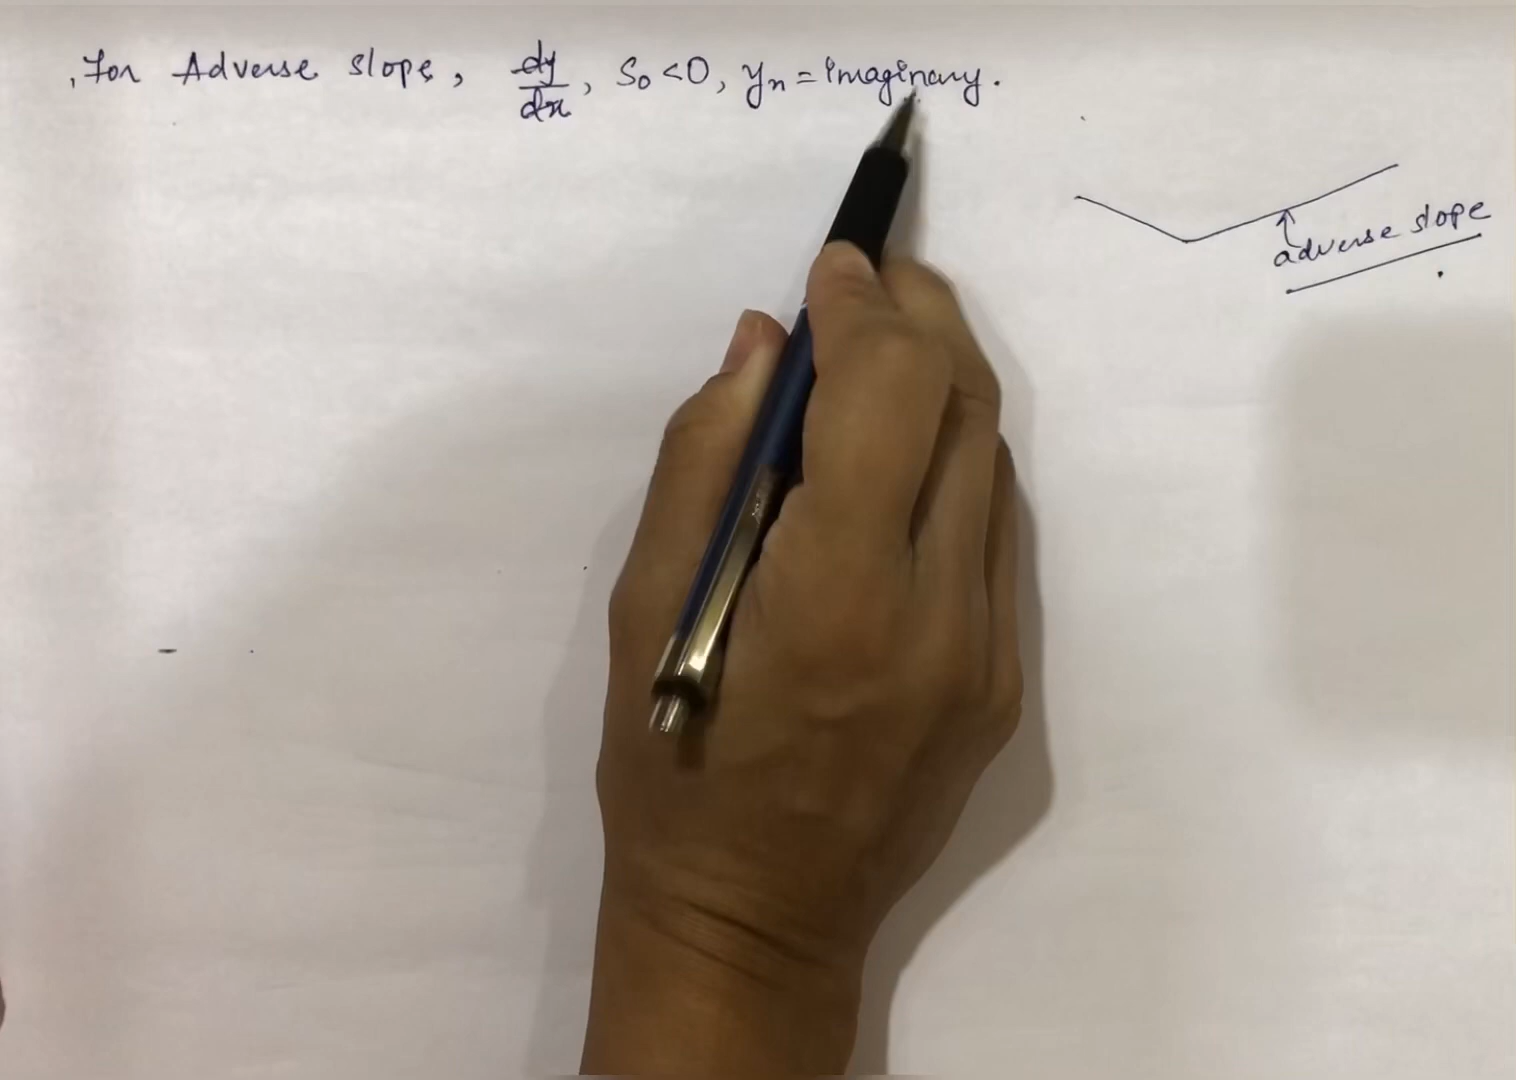 For Adverse slope, dy/dx, S₀<0, yₙ = imaginary.
adverse slope